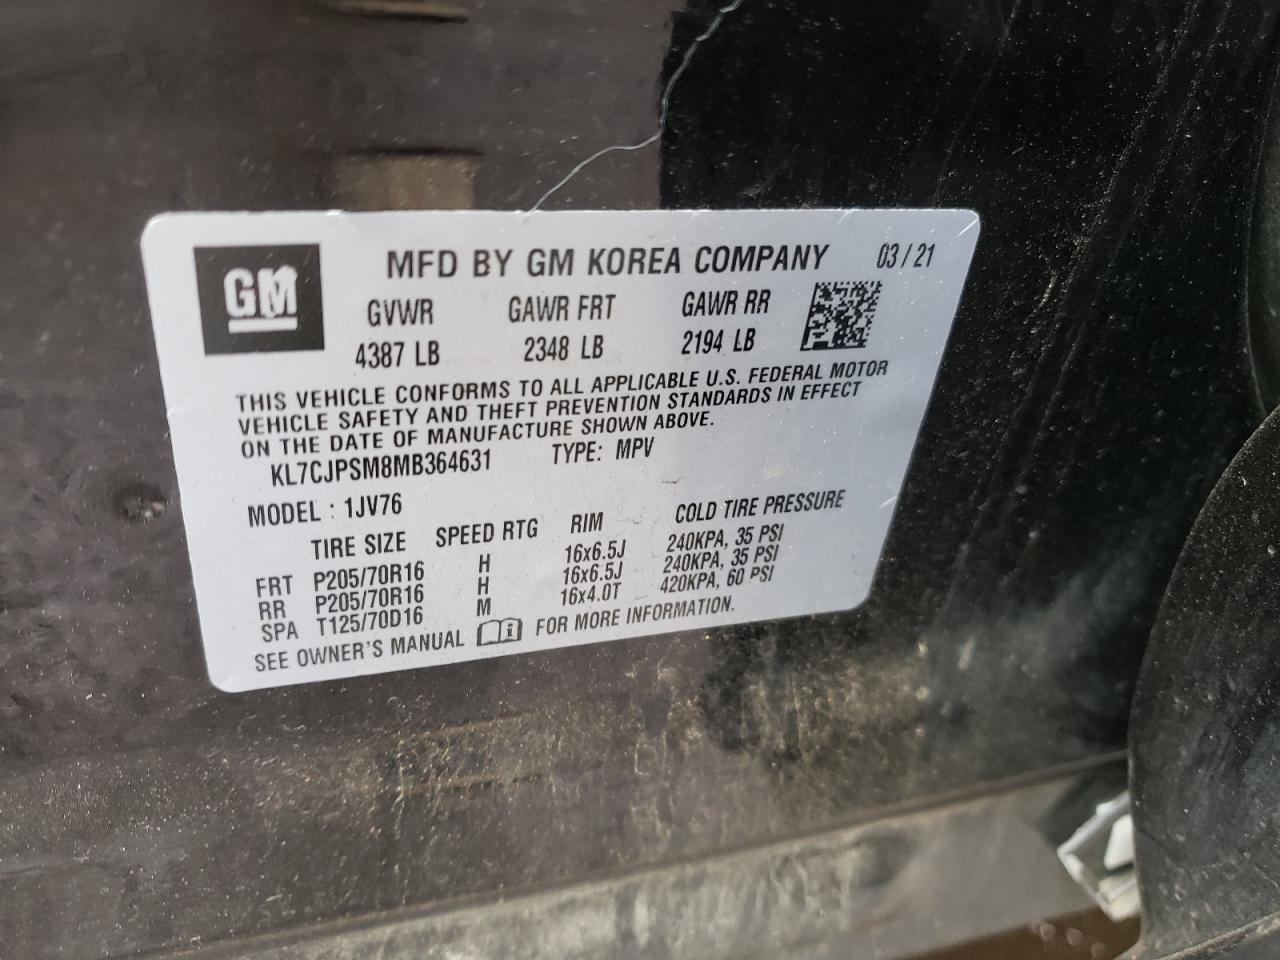 GM
MFD BY GM KOREA COMPANY 03/21
GVWR GAWR FRT GAWR RR
4387 LB 2348 LB 2194 LB
THIS VEHICLE CONFORMS TO ALL APPLICABLE U.S. FEDERAL MOTOR
VEHICLE SAFETY AND THEFT PREVENTION STANDARDS IN EFFECT
ON THE DATE OF MANUFACTURE SHOWN ABOVE.
KL7CJPSM8MB364631 TYPE: MPV
MODEL : 1JV76
TIRE SIZE SPEED RTG RIM COLD TIRE PRESSURE
FRT P205/70R16 H 16x6.5J 240KPA, 35 PSI
RR P205/70R16 H 16x6.5J 240KPA, 35 PSI
SPA T125/70D16 M 16x4.0T 420KPA, 60 PSI
SEE OWNER'S MANUAL i FOR MORE INFORMATION.